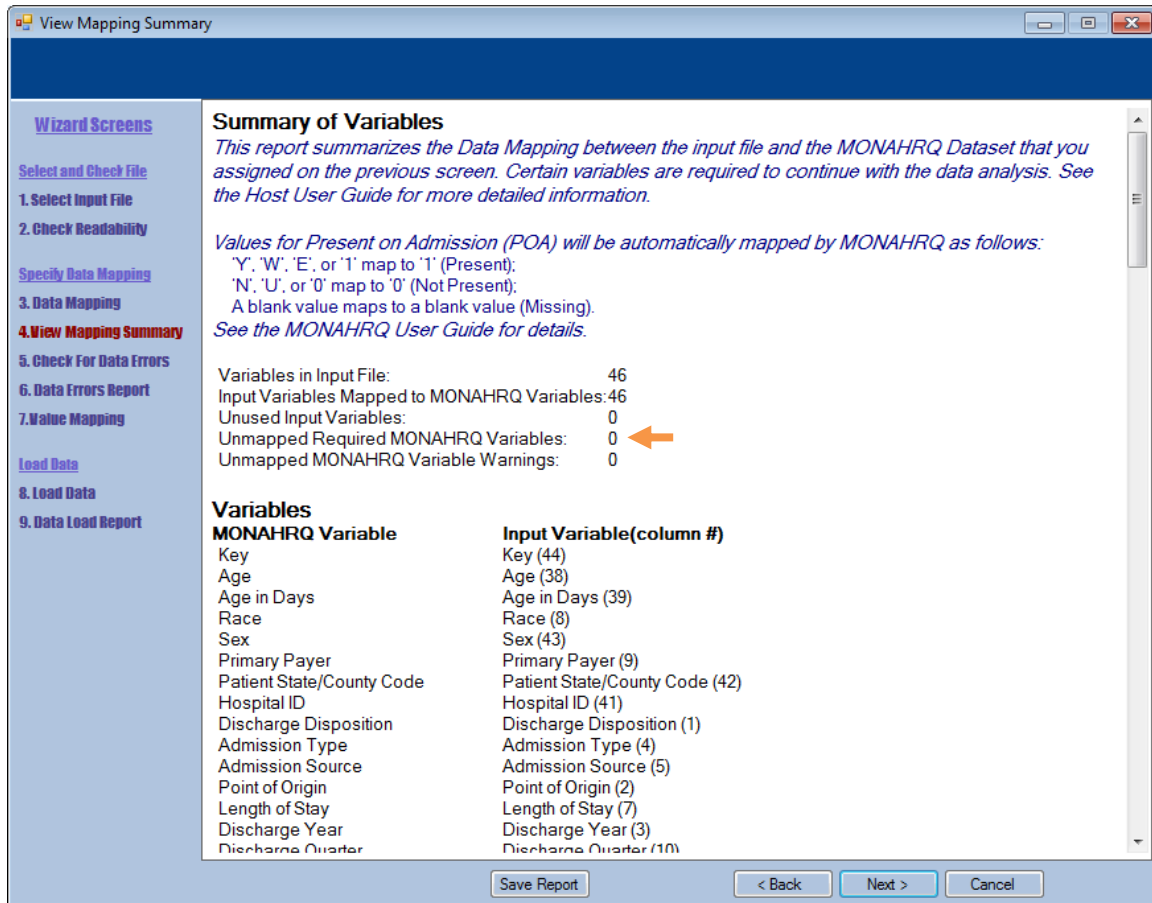 View Mapping Summary
Wizard Screens
Select and Check File
1. Select Input File
2. Check Readability
Specify Data Mapping
3. Data Mapping
4.View Mapping Summary
5. Check For Data Errors
6. Data Errors Report
7.Value Mapping
Load Data
8. Load Data
9. Data Load Report
Summary of Variables
This report summarizes the Data Mapping between the input file and the MONAHRQ Dataset that you
assigned on the previous screen. Certain variables are required to continue with the data analysis. See
the Host User Guide for more detailed information.
Values for Present on Admission (POA) will be automatically mapped by MONAHRQ as follows:
'Y', 'W', 'E', or '1' map to '1' (Present);
'N', 'U', or '0' map to '0' (Not Present);
A blank value maps to a blank value (Missing).
See the MONAHRQ User Guide for details.
Variables in Input File: 46
Input Variables Mapped to MONAHRQ Variables: 46
Unused Input Variables: 0
Unmapped Required MONAHRQ Variables: 0
Unmapped MONAHRQ Variable Warnings: 0
Variables
MONAHRQ Variable Input Variable(column #)
Key Key (44)
Age Age (38)
Age in Days Age in Days (39)
Race Race (8)
Sex Sex (43)
Primary Payer Primary Payer (9)
Patient State/County Code Patient State/County Code (42)
Hospital ID Hospital ID (41)
Discharge Disposition Discharge Disposition (1)
Admission Type Admission Type (4)
Admission Source Admission Source (5)
Point of Origin Point of Origin (2)
Length of Stay Length of Stay (7)
Discharge Year Discharge Year (3)
Discharge Quarter Discharge Quarter (10)
Save Report < Back Next > Cancel